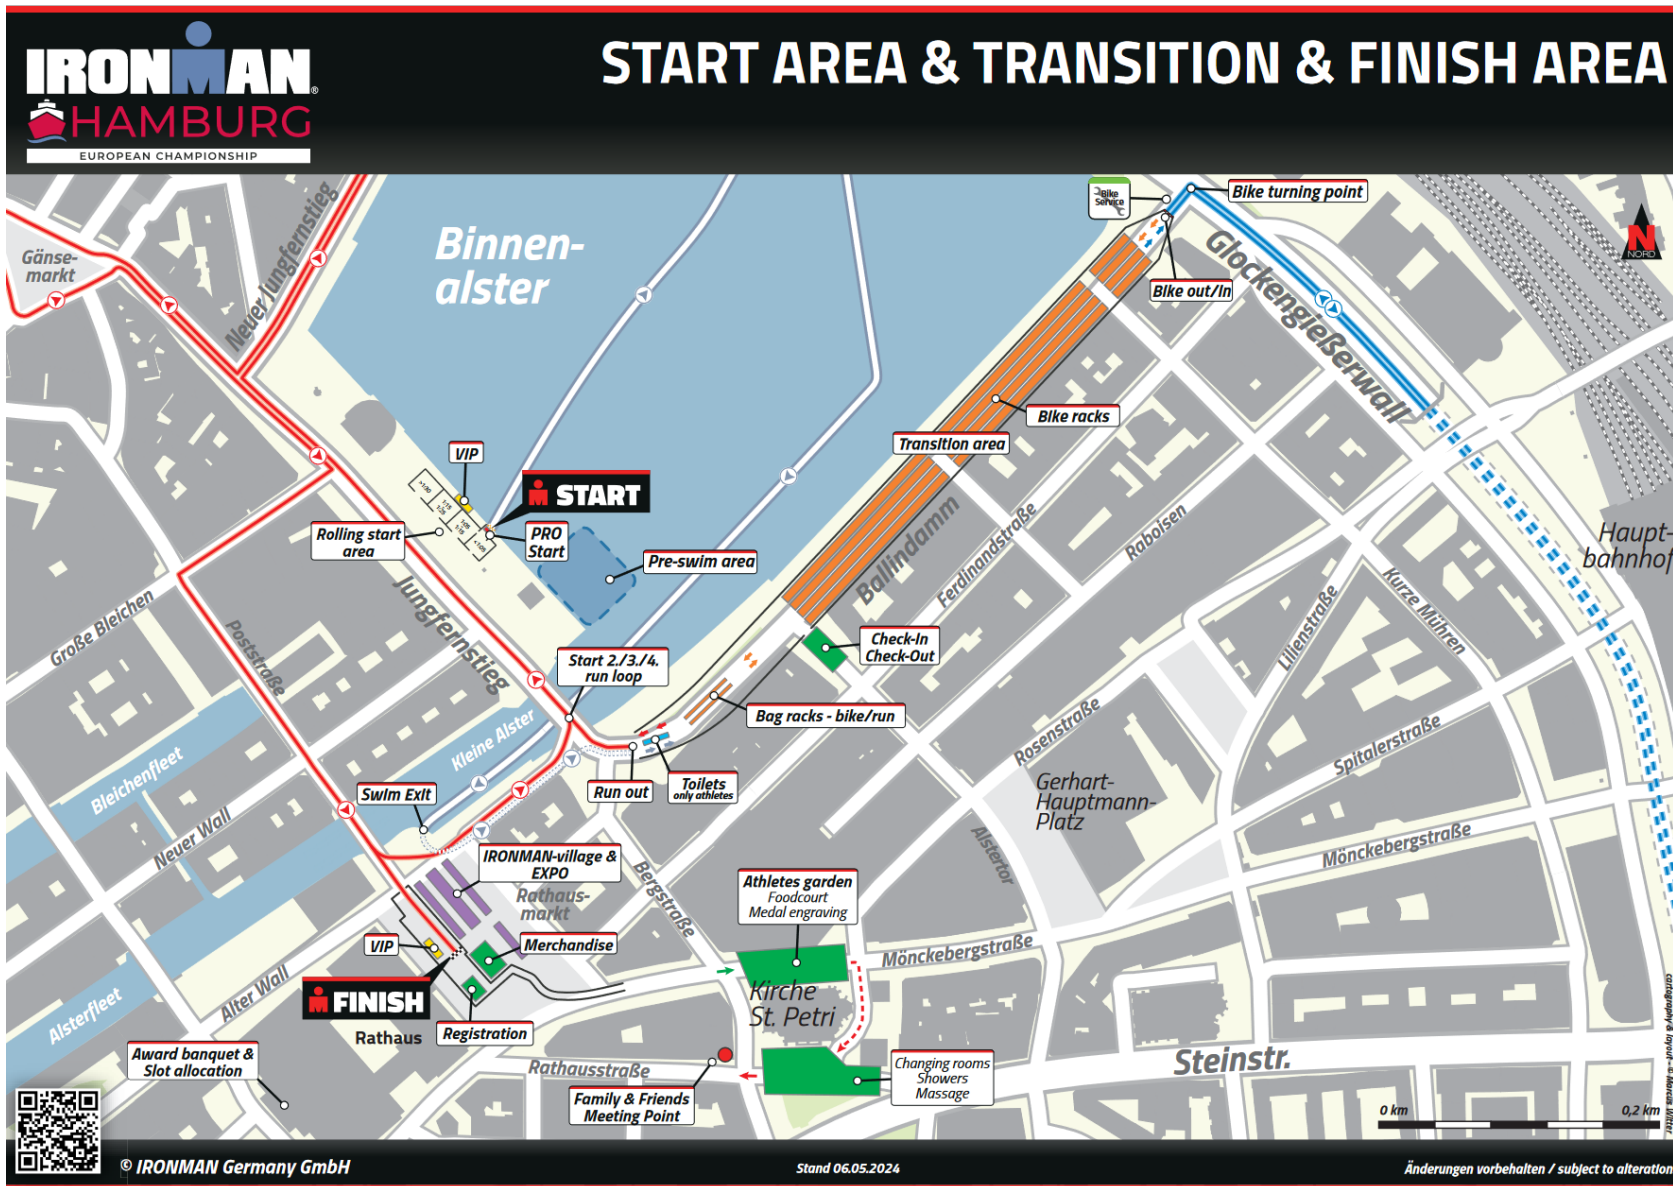 IRONMAN®
HAMBURG
EUROPEAN CHAMPIONSHIP
START AREA & TRANSITION & FINISH AREA
Gänse-
markt
Neuer Jungfernstieg
Binnen-
alster
Bike
Service
Bike turning point
N
NORD
Bike out/In
Glockengießerwall
Bike racks
Transition area
VIP
START
Rolling start
area
PRO
Start
Pre-swim area
Ballindamm
Ferdinandstraße
Raboisen
Haupt-
bahnhof
Große Bleichen
Poststraße
Jungfernstieg
Check-In
Check-Out
Lilienstraße
Kurze Mühren
Start 2./3./4.
run loop
Bag racks - bike/run
Kleine Alster
Rosenstraße
Spitalerstraße
Bleichenfleet
Swim Exit
Run out
Toilets
only athletes
Gerhart-
Hauptmann-
Platz
Neuer Wall
IRONMAN-village &
EXPO
Rathaus-
markt
Bergstraße
Alstertor
Mönckebergstraße
Athletes garden
Foodcourt
Medal engraving
VIP
Merchandise
Mönckebergstraße
Alter Wall
FINISH
Kirche
St. Petri
Alsterfleet
Rathaus
Registration
Award banquet &
Slot allocation
Rathausstraße
Family & Friends
Meeting Point
Changing rooms
Showers
Massage
Steinstr.
0 km
0,2 km
cartography & layout - © Marcus Witter
© IRONMAN Germany GmbH
Stand 06.05.2024
Änderungen vorbehalten / subject to alteration